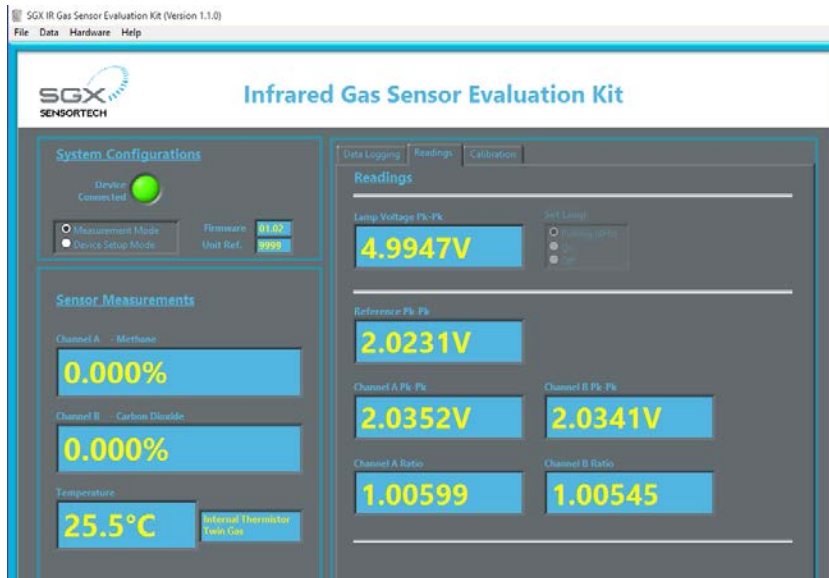 SGX IR Gas Sensor Evaluation Kit (Version 1.1.0)
File Data Hardware Help
SGX
SENSORTECH
Infrared Gas Sensor Evaluation Kit
System Configurations
Device
Connected
Measurement Mode
Device Setup Mode
Firmware 01.02
Unit Ref. 9999
Sensor Measurements
Channel A - Methane
0.000%
Channel B - Carbon Dioxide
0.000%
Temperature
25.5°C
Internal Thermistor
Twin Gas
Data Logging Readings Calibration
Readings
Lamp Voltage Pk-Pk
4.9947V
Set Lamp
On
Off
Reference Pk-Pk
2.0231V
Channel A Pk-Pk
2.0352V
Channel B Pk-Pk
2.0341V
Channel A Ratio
1.00599
Channel B Ratio
1.00545